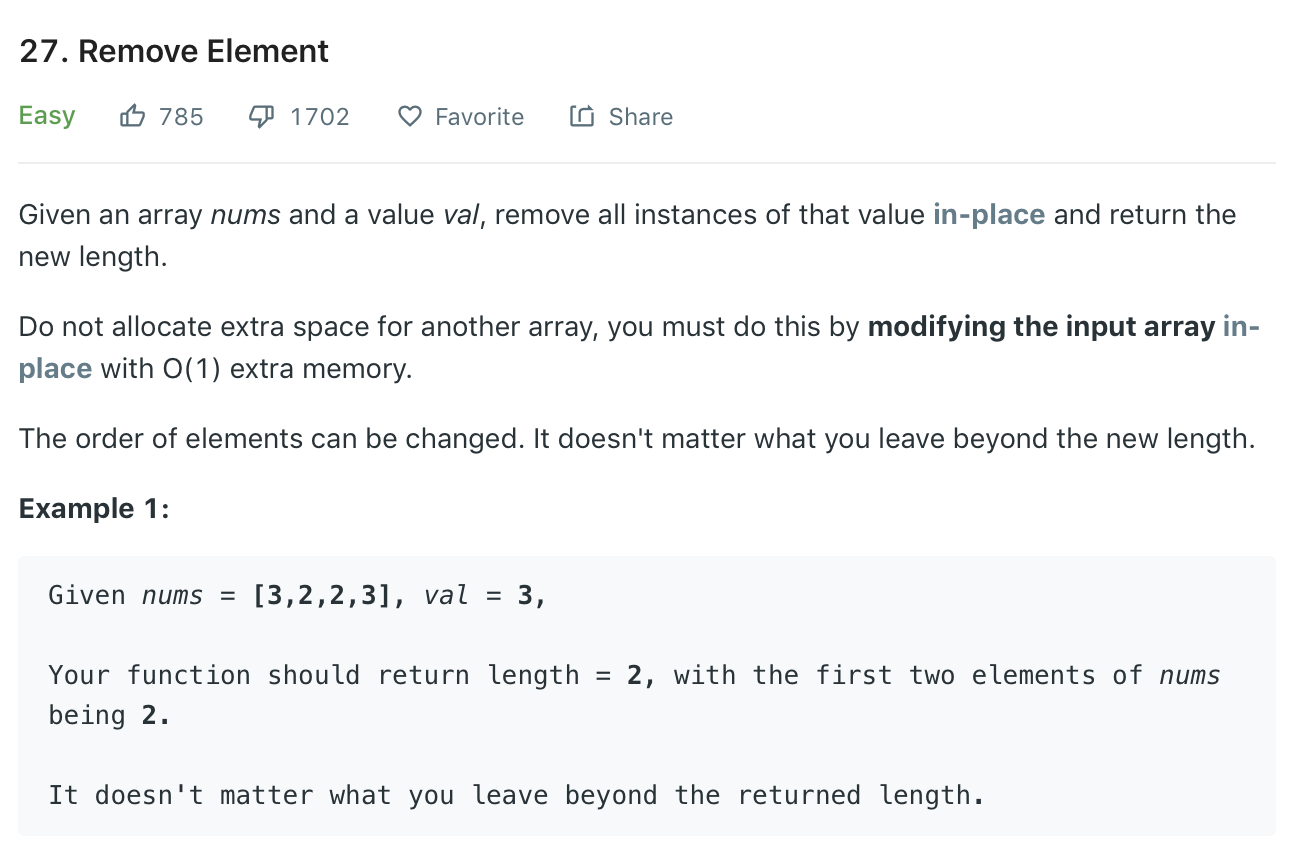 27. Remove Element
Easy 785 1702 Favorite Share
Given an array nums and a value val, remove all instances of that value in-place and return the
new length.
Do not allocate extra space for another array, you must do this by modifying the input array in-
place with O(1) extra memory.
The order of elements can be changed. It doesn't matter what you leave beyond the new length.
Example 1:
Given nums = [3,2,2,3], val = 3,
Your function should return length = 2, with the first two elements of nums
being 2.
It doesn't matter what you leave beyond the returned length.